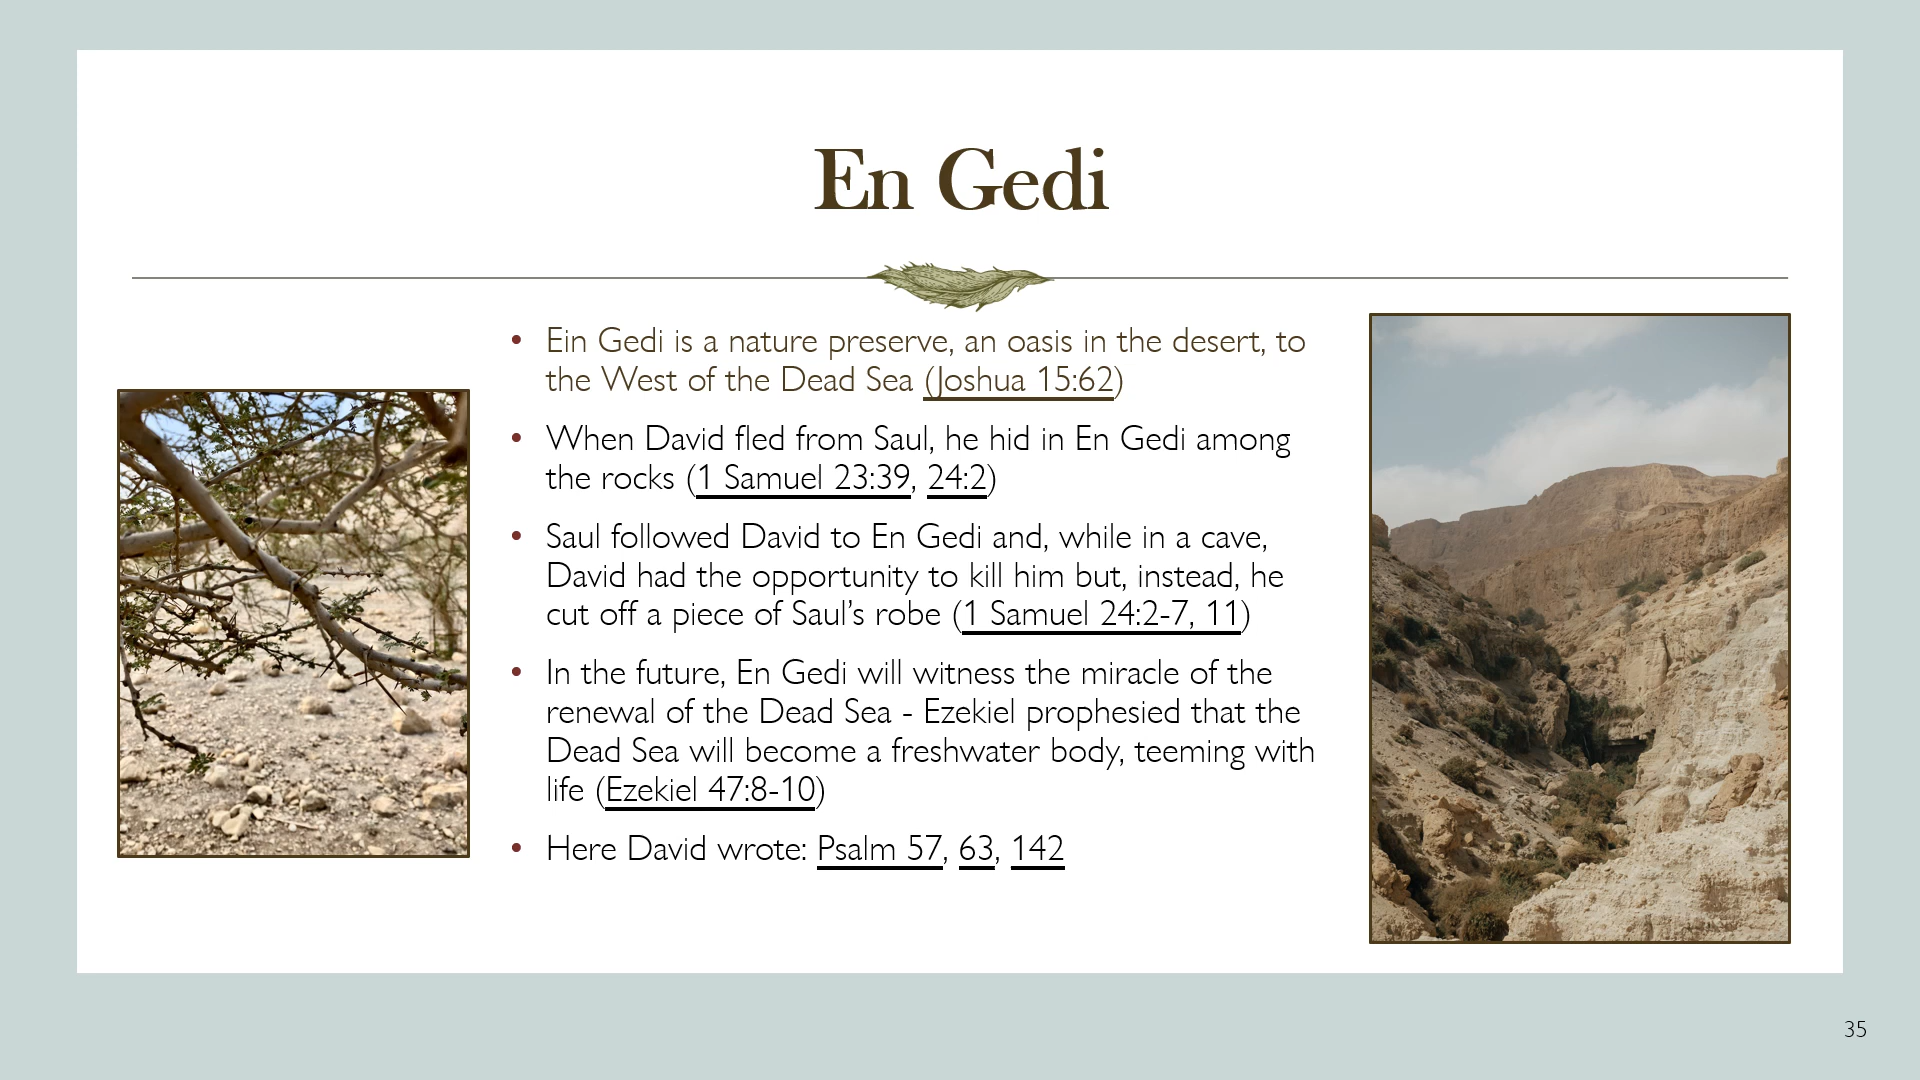 En Gedi
• Ein Gedi is a nature preserve, an oasis in the desert, to
the West of the Dead Sea (Joshua 15:62)
• When David fled from Saul, he hid in En Gedi among
the rocks (1 Samuel 23:39, 24:2)
• Saul followed David to En Gedi and, while in a cave,
David had the opportunity to kill him but, instead, he
cut off a piece of Saul’s robe (1 Samuel 24:2-7, 11)
• In the future, En Gedi will witness the miracle of the
renewal of the Dead Sea - Ezekiel prophesied that the
Dead Sea will become a freshwater body, teeming with
life (Ezekiel 47:8-10)
• Here David wrote: Psalm 57, 63, 142
35